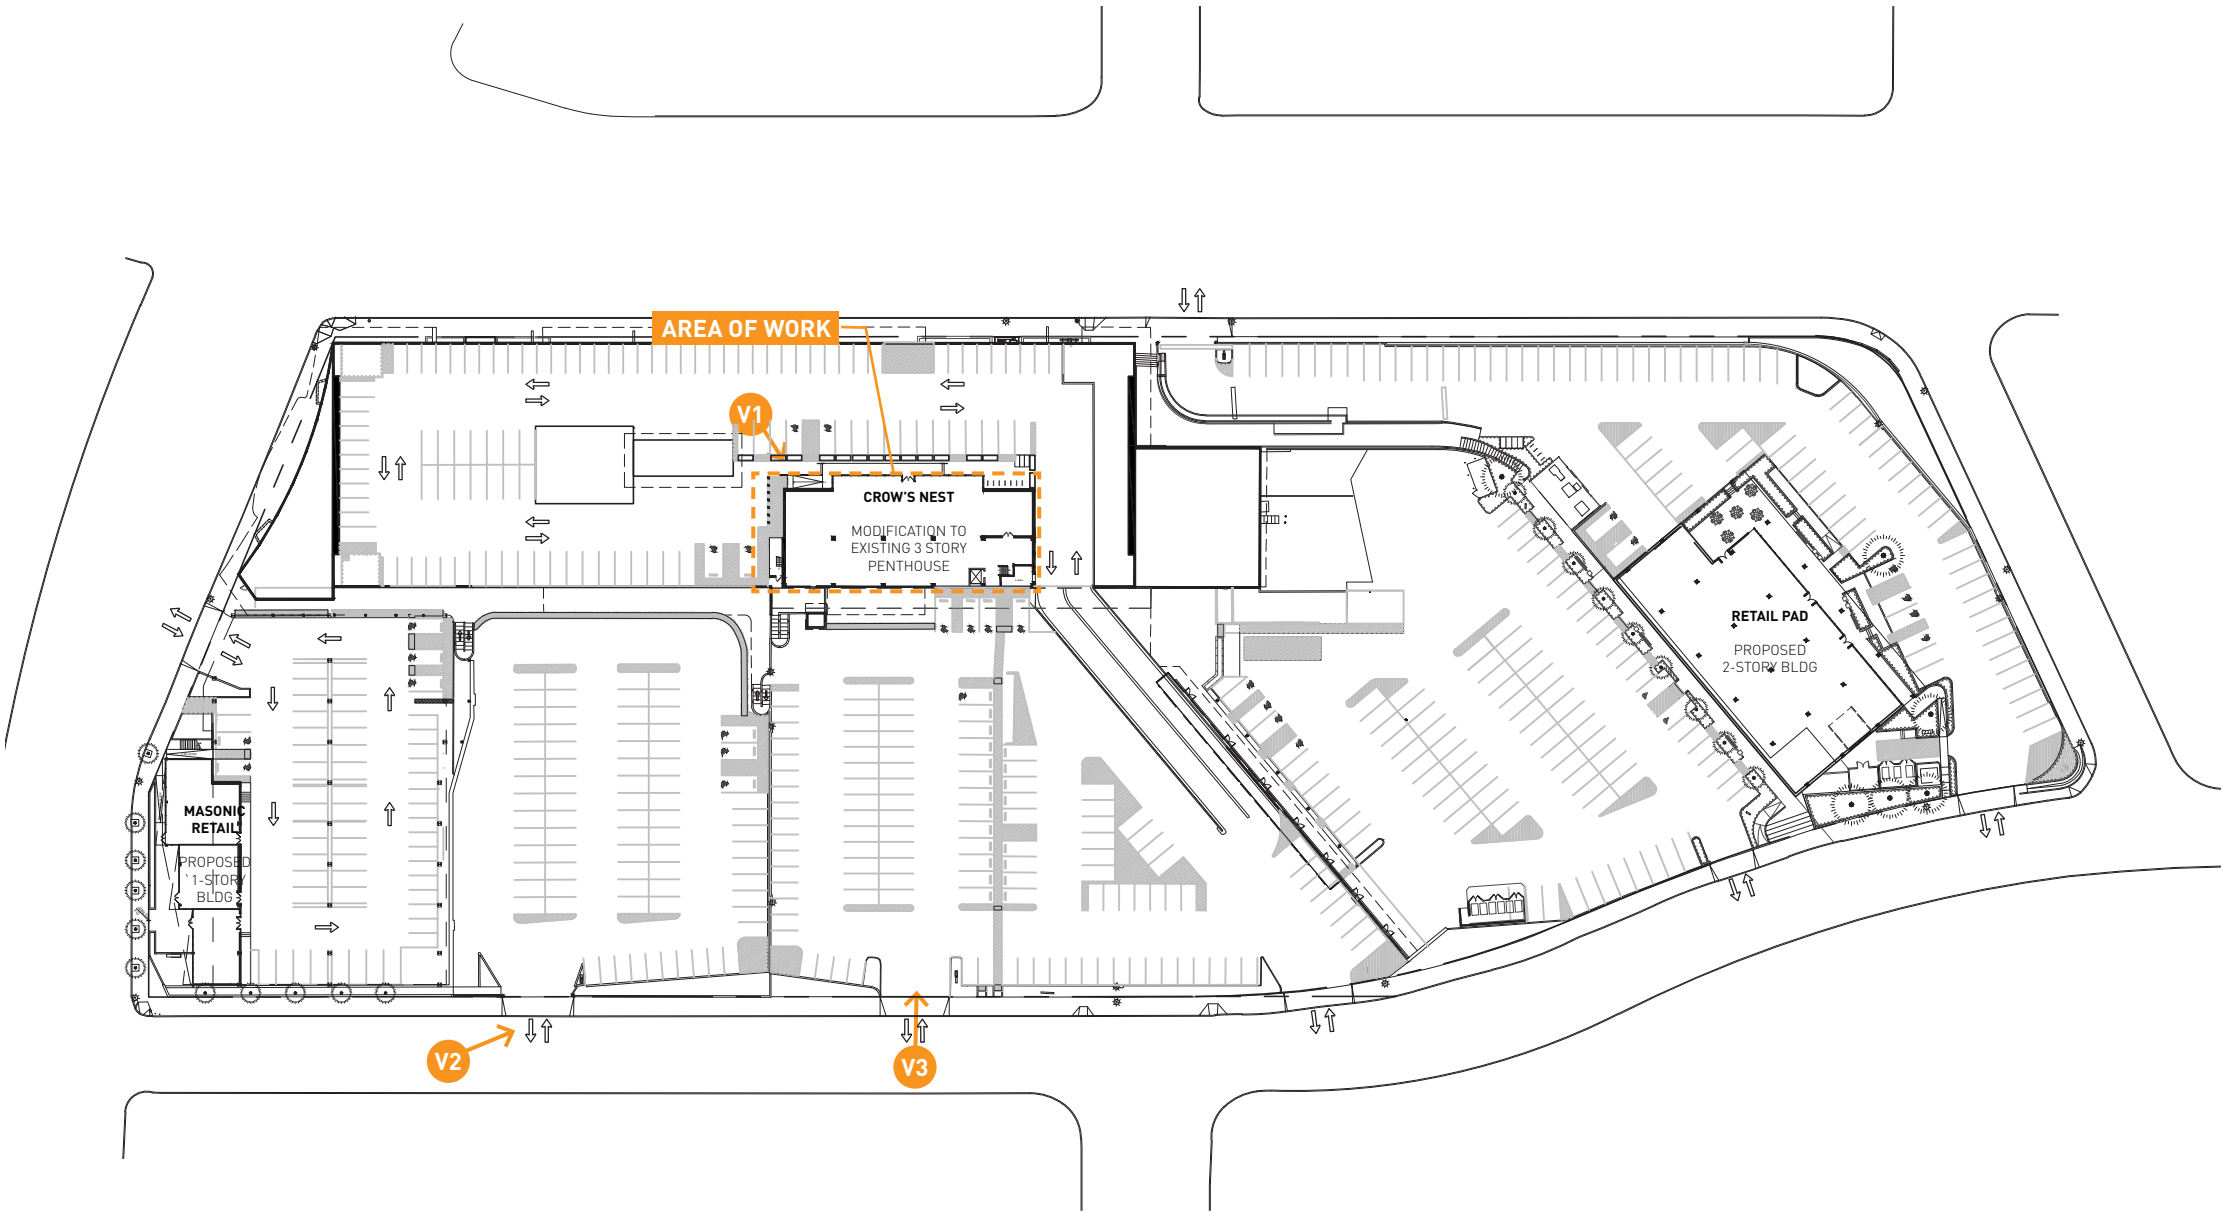 AREA OF WORK
V1
CROW'S NEST
MODIFICATION TO
EXISTING 3 STORY
PENTHOUSE
RETAIL PAD
PROPOSED
2-STORY BLDG
MASONIC
RETAIL
PROPOSED
`1-STORY
BLDG
V2
V3